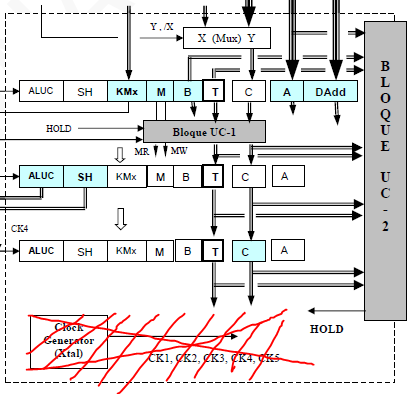 Y , /X
X (Mux) Y
ALUC SH KMx M B T C A DAdd
BLOQUE UC-2
HOLD
Bloque UC-1
MR MW
ALUC SH KMx M B T C A
CK4
ALUC SH KMx M B T C A
Clock
Generator
(Xtal)
CK1, CK2, CK3, CK4, CK5
HOLD